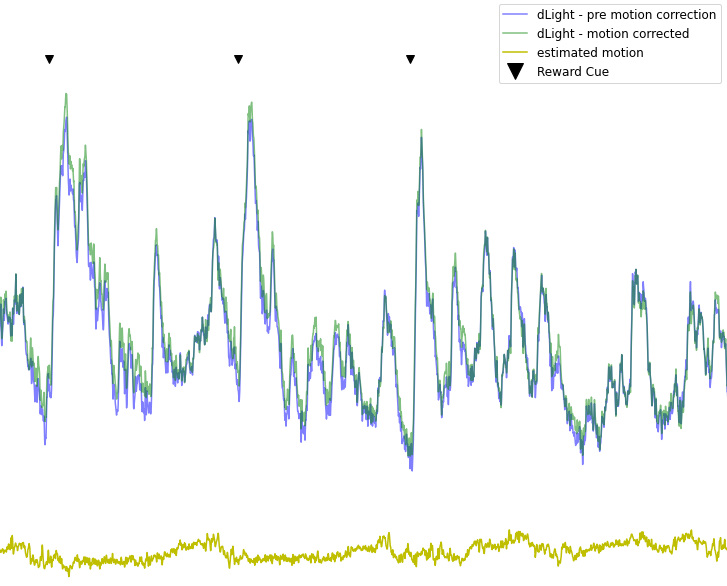 dLight - pre motion correction
dLight - motion corrected
estimated motion
Reward Cue